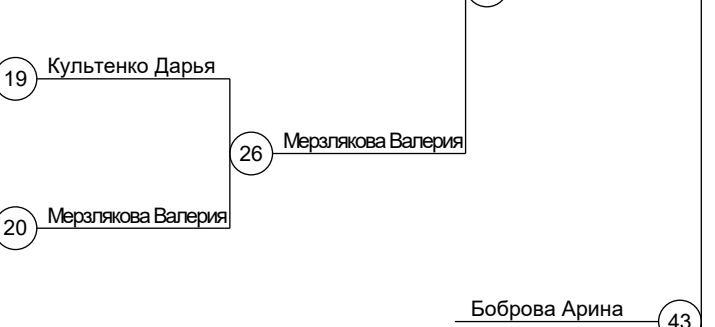 19 Культенко Дарья
26 Мерзлякова Валерия
20 Мерзлякова Валерия
Боброва Арина 43